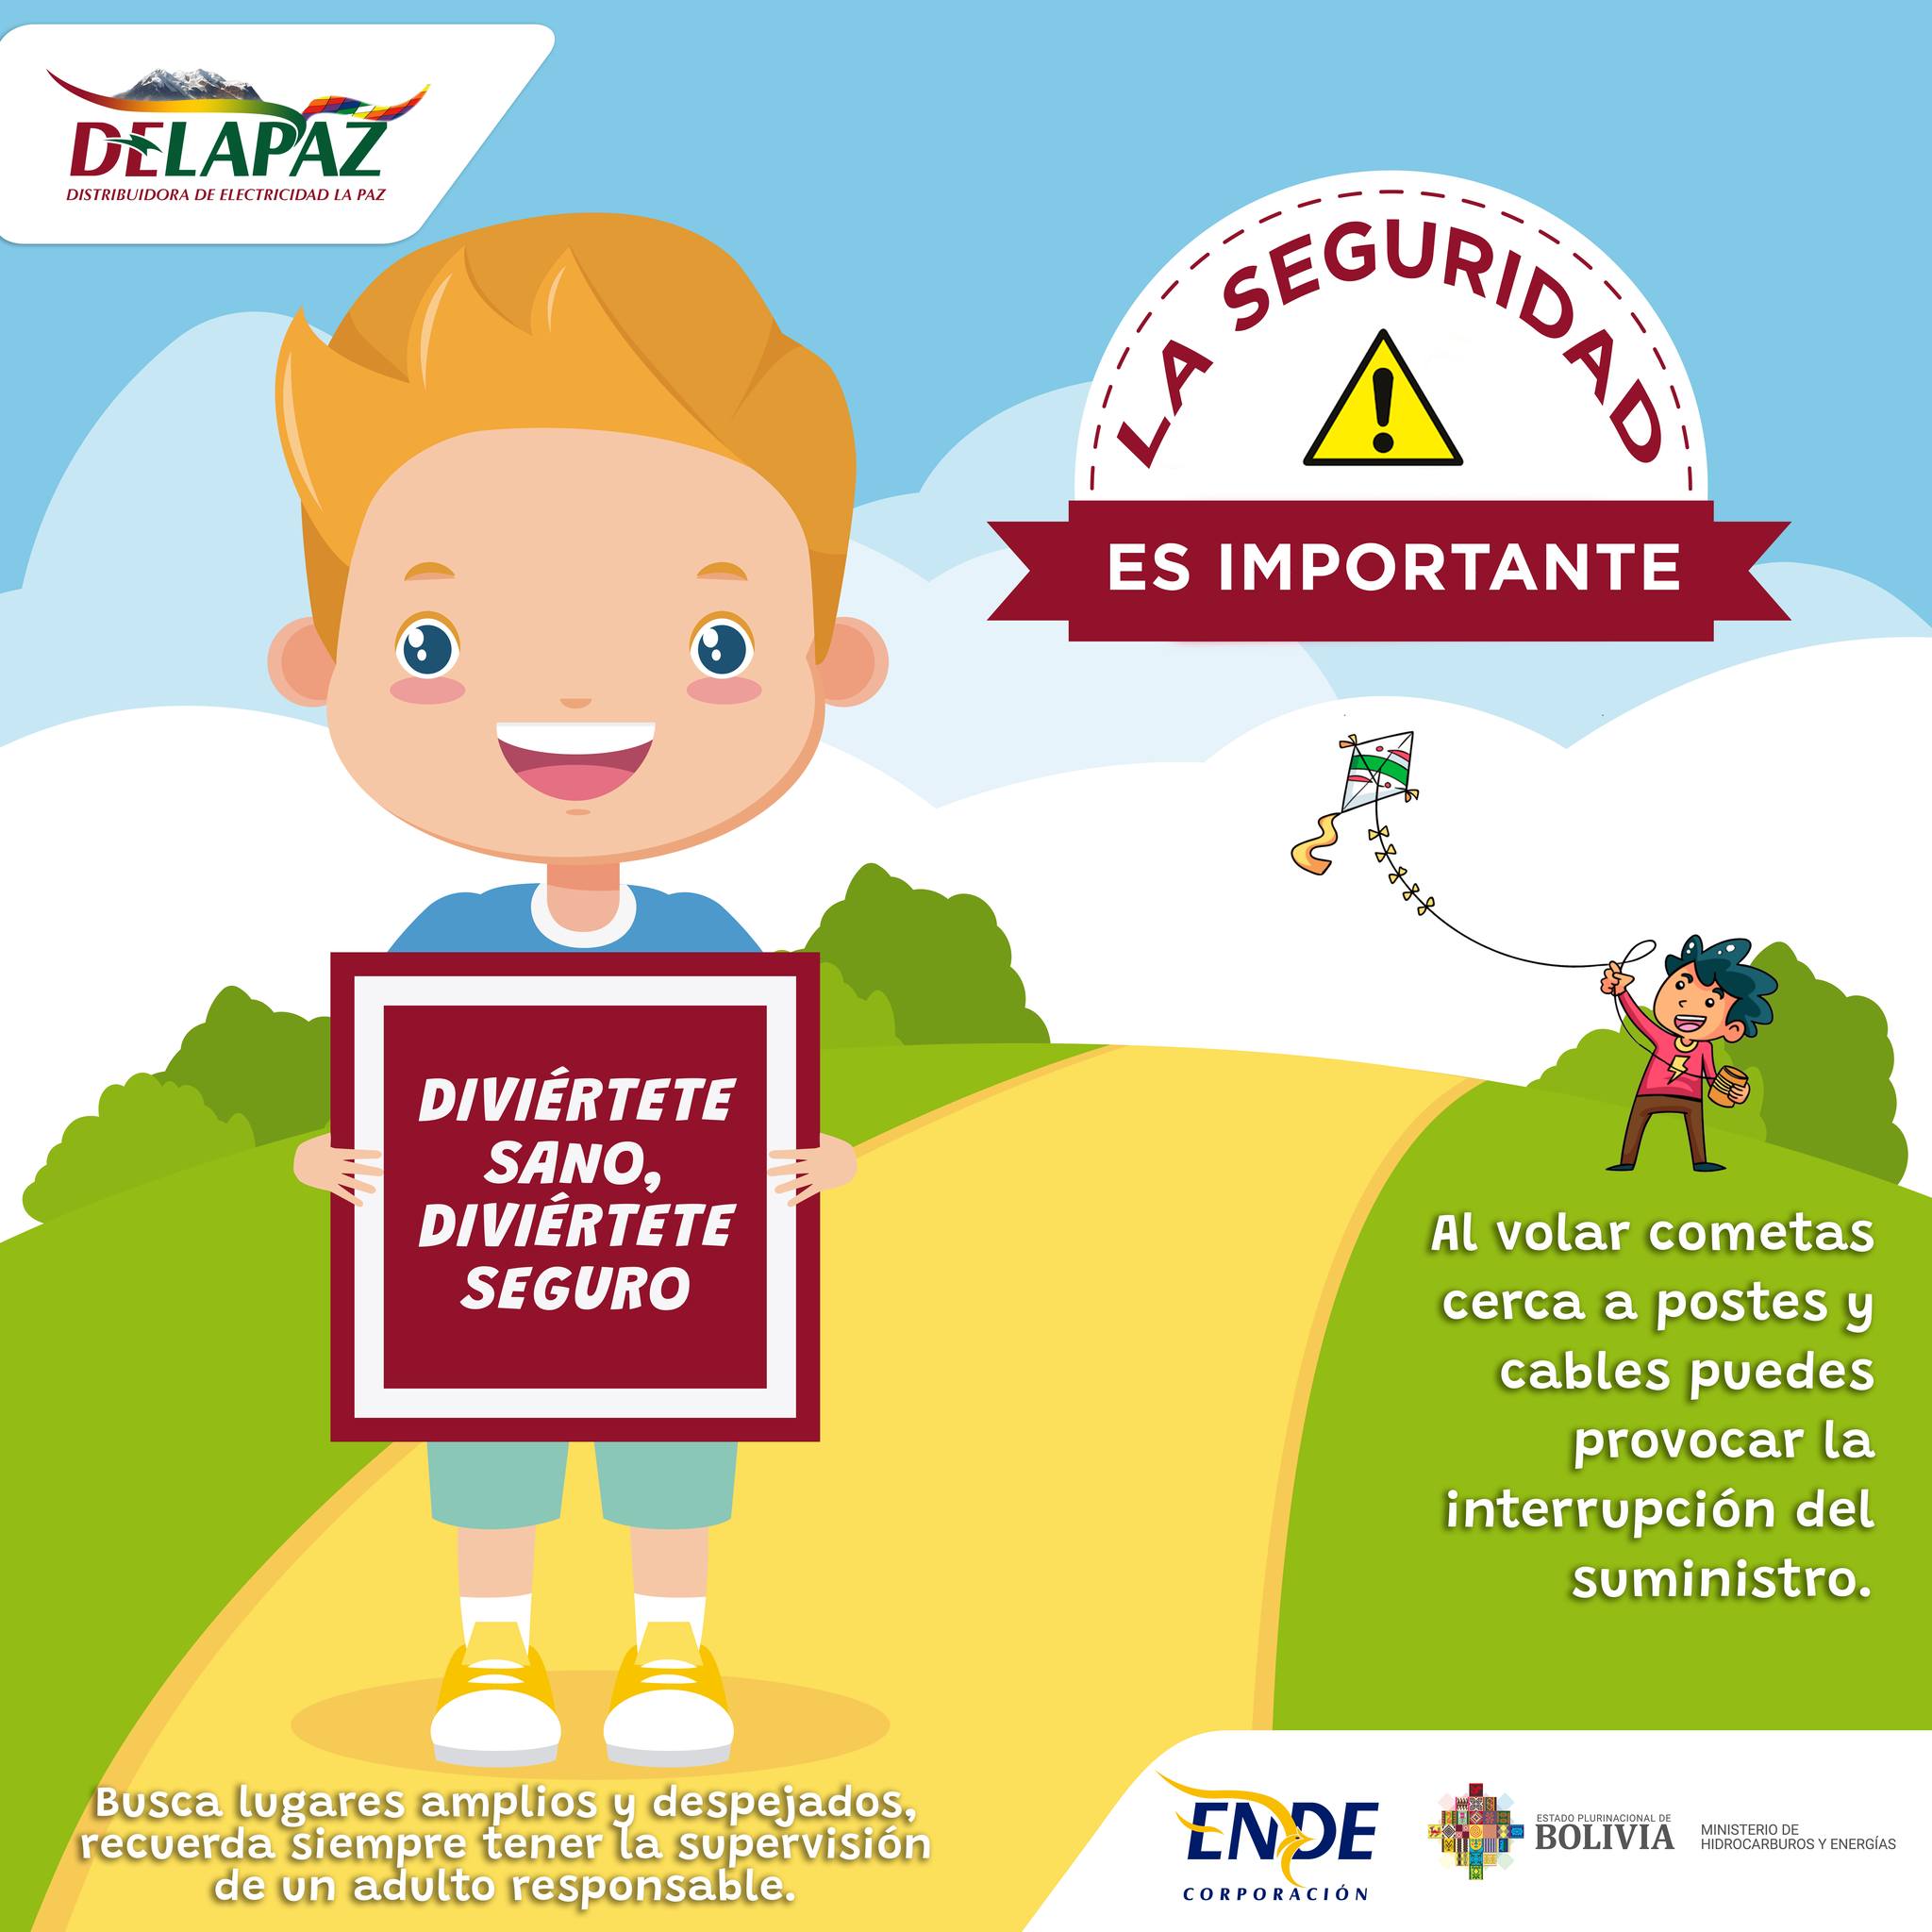 DELAPAZ
DISTRIBUIDORA DE ELECTRICIDAD LA PAZ
LA SEGURIDAD
ES IMPORTANTE
DIVIÉRTETE
SANO,
DIVIÉRTETE
SEGURO
Al volar cometas
cerca a postes y
cables puedes
provocar la
interrupción del
suministro.
Busca lugares amplios y despejados,
recuerda siempre tener la supervisión
de un adulto responsable.
ENDE
CORPORACIÓN
ESTADO PLURINACIONAL DE
BOLIVIA
MINISTERIO DE
HIDROCARBUROS Y ENERGÍAS